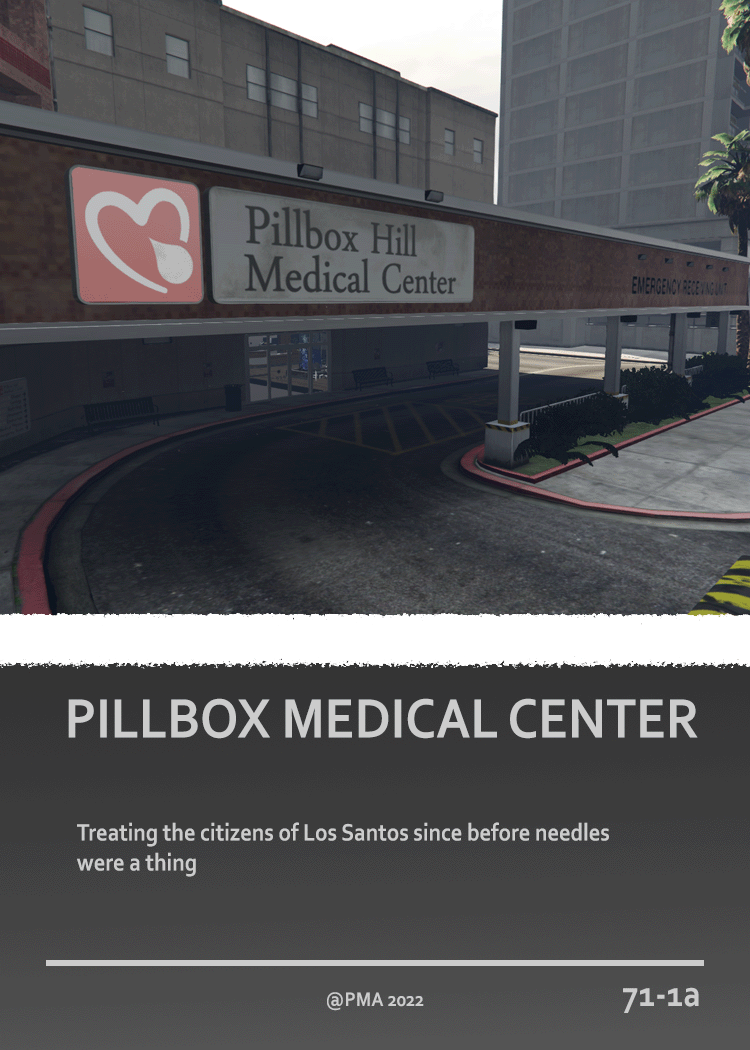 Pillbox Hill
Medical Center
EMERGENCY RECEIVING UNIT
PILLBOX MEDICAL CENTER
Treating the citizens of Los Santos since before needles
were a thing
@PMA 2022
71-1a